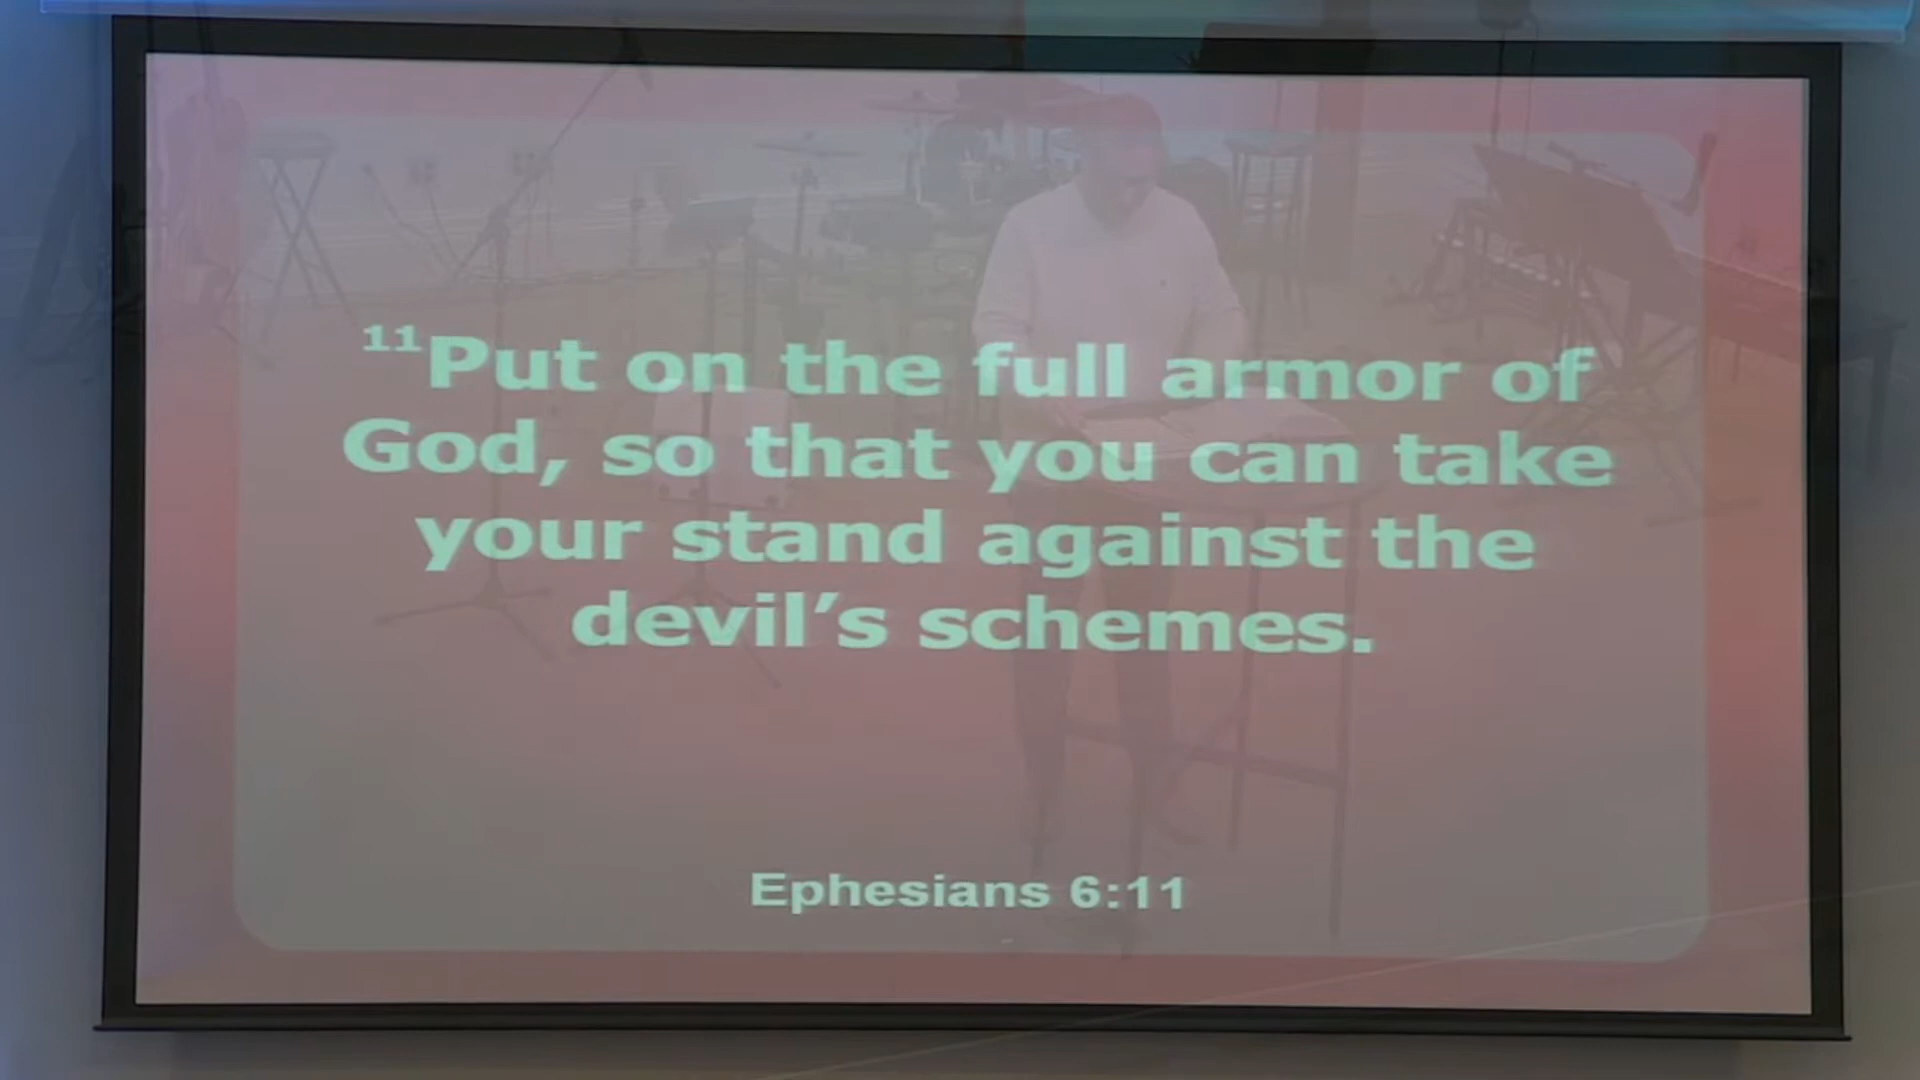 11Put on the full armor of
God, so that you can take
your stand against the
devil’s schemes.
Ephesians 6:11